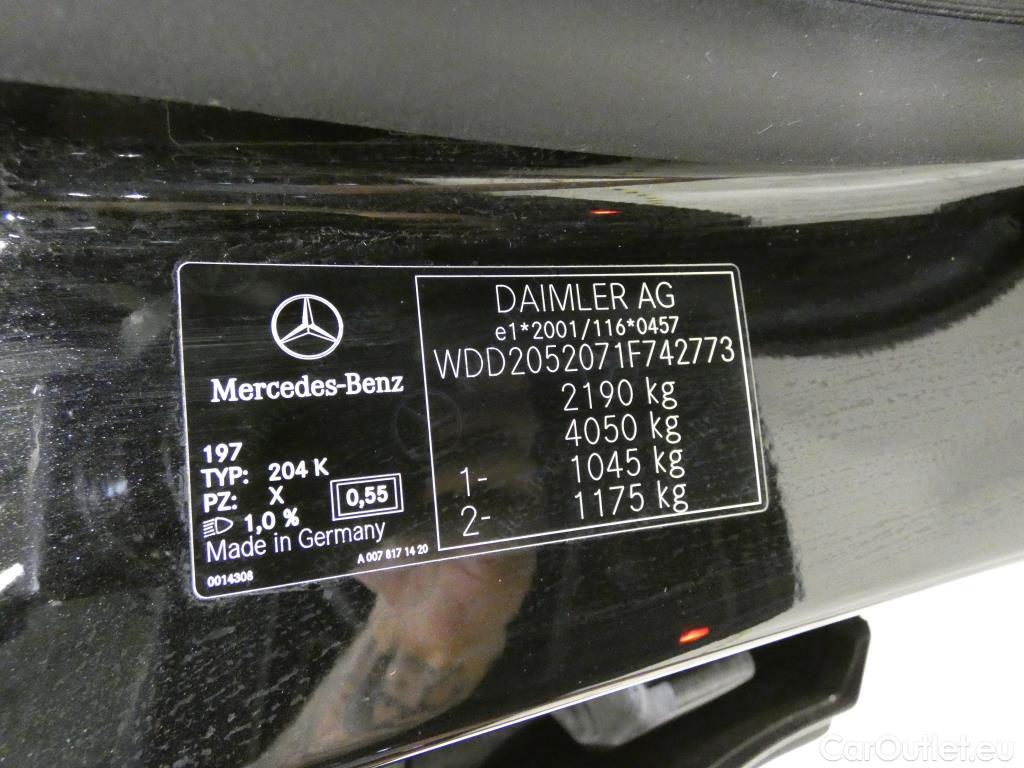 Mercedes-Benz
197
TYP: 204 K
PZ: X
0,55
1,0 %
Made in Germany
A 007 817 14 20
0014308
DAIMLER AG
e1*2001/116*0457
WDD2052071F742773
2190 kg
4050 kg
1- 1045 kg
2- 1175 kg
CarOutlet.eu